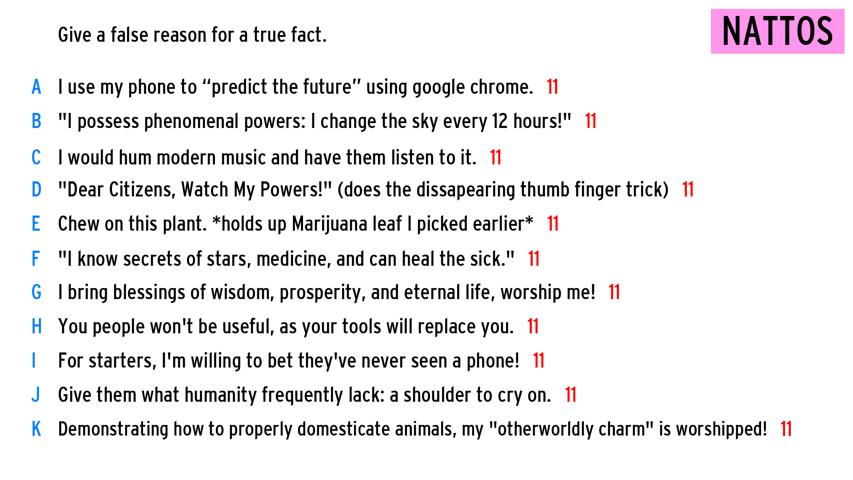 Give a false reason for a true fact.
NATTOS
A I use my phone to “predict the future” using google chrome. 11
B "I possess phenomenal powers: I change the sky every 12 hours!" 11
C I would hum modern music and have them listen to it. 11
D "Dear Citizens, Watch My Powers!" (does the dissapearing thumb finger trick) 11
E Chew on this plant. *holds up Marijuana leaf I picked earlier* 11
F "I know secrets of stars, medicine, and can heal the sick." 11
G I bring blessings of wisdom, prosperity, and eternal life, worship me! 11
H You people won't be useful, as your tools will replace you. 11
I For starters, I'm willing to bet they've never seen a phone! 11
J Give them what humanity frequently lack: a shoulder to cry on. 11
K Demonstrating how to properly domesticate animals, my "otherworldly charm" is worshipped! 11